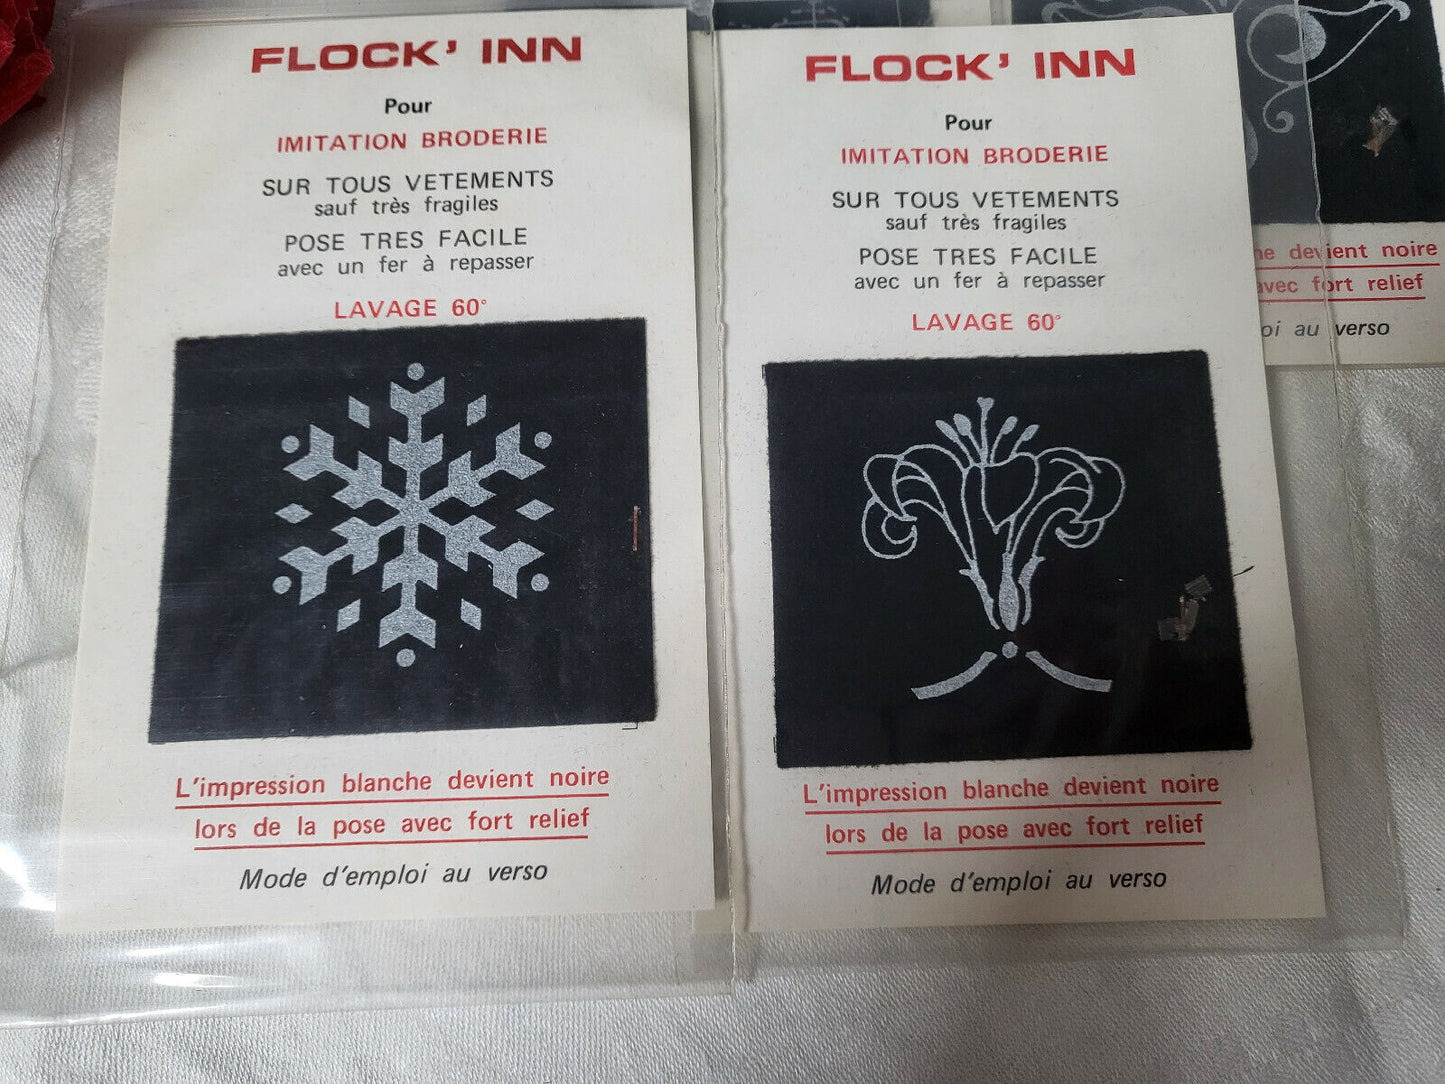 FLOCK' INN
Pour
IMITATION BRODERIE
SUR TOUS VETEMENTS
sauf très fragiles
POSE TRES FACILE
avec un fer à repasser
LAVAGE 60°
L'impression blanche devient noire
lors de la pose avec fort relief
Mode d'emploi au verso
FLOCK' INN
Pour
IMITATION BRODERIE
SUR TOUS VETEMENTS
sauf très fragiles
POSE TRES FACILE
avec un fer à repasser
LAVAGE 60°
L'impression blanche devient noire
lors de la pose avec fort relief
Mode d'emploi au verso
devient noire
avec fort relief
au verso